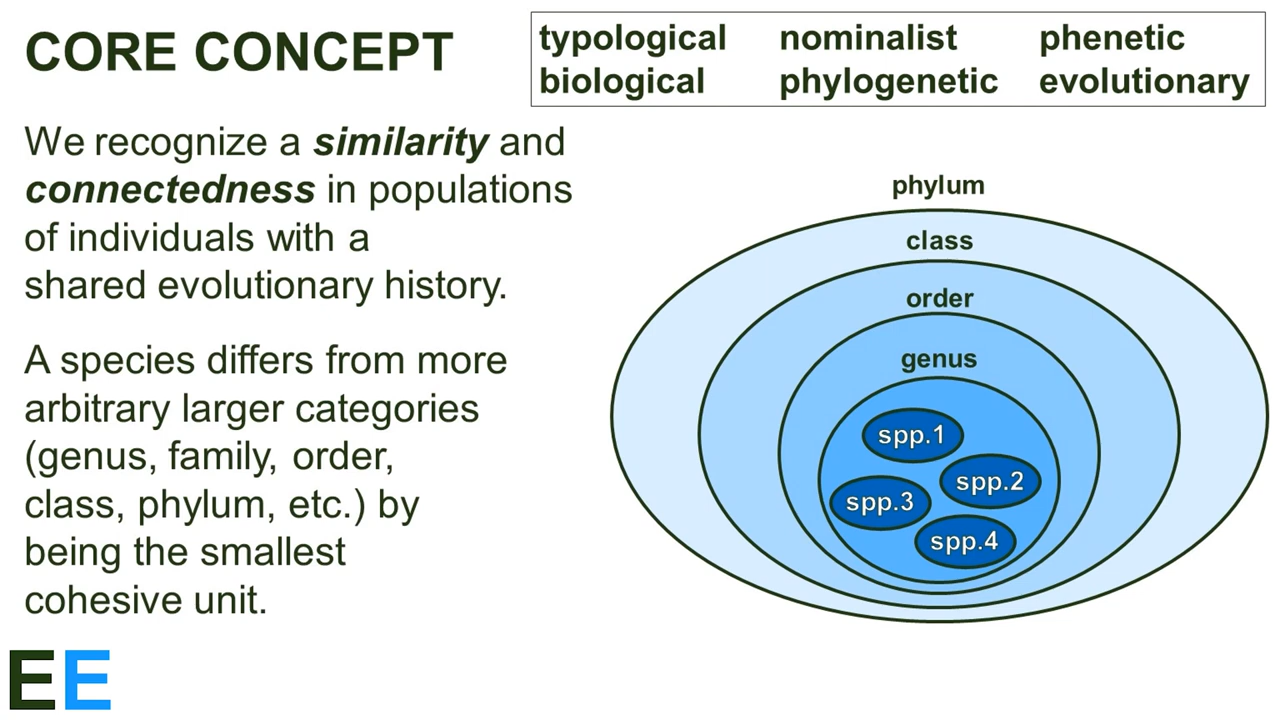 CORE CONCEPT
typological nominalist phenetic
biological phylogenetic evolutionary
We recognize a similarity and
connectedness in populations
of individuals with a
shared evolutionary history.
A species differs from more
arbitrary larger categories
(genus, family, order,
class, phylum, etc.) by
being the smallest
cohesive unit.
phylum
class
order
genus
spp.1
spp.2
spp.3
spp.4
EE